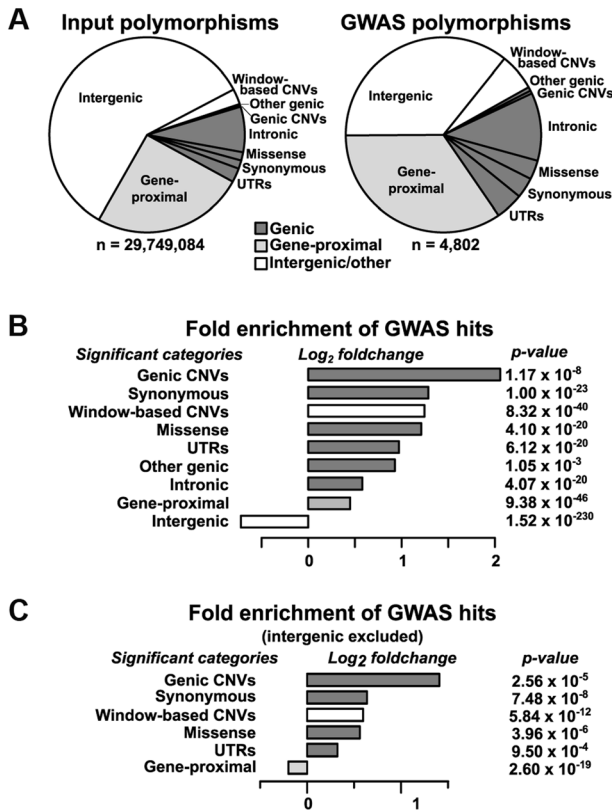 A
Input polymorphisms
GWAS polymorphisms
Intergenic
Window-
based CNVs
Other genic
Genic CNVs
Intronic
Missense
Synonymous
UTRs
Gene-
proximal
n = 29,749,084
Intergenic
Window-
based CNVs
Other genic
Genic CNVs
Intronic
Missense
Synonymous
UTRs
Gene-
proximal
n = 4,802
Genic
Gene-proximal
Intergenic/other
B
Fold enrichment of GWAS hits
Significant categories Log2 foldchange p-value
Genic CNVs 1.17 x 10-8
Synonymous 1.00 x 10-23
Window-based CNVs 8.32 x 10-40
Missense 4.10 x 10-20
UTRs 6.12 x 10-20
Other genic 1.05 x 10-3
Intronic 4.07 x 10-20
Gene-proximal 9.38 x 10-46
Intergenic 1.52 x 10-230
0 1 2
C
Fold enrichment of GWAS hits
(intergenic excluded)
Significant categories Log2 foldchange p-value
Genic CNVs 2.56 x 10-5
Synonymous 7.48 x 10-8
Window-based CNVs 5.84 x 10-12
Missense 3.96 x 10-6
UTRs 9.50 x 10-4
Gene-proximal 2.60 x 10-19
0 1